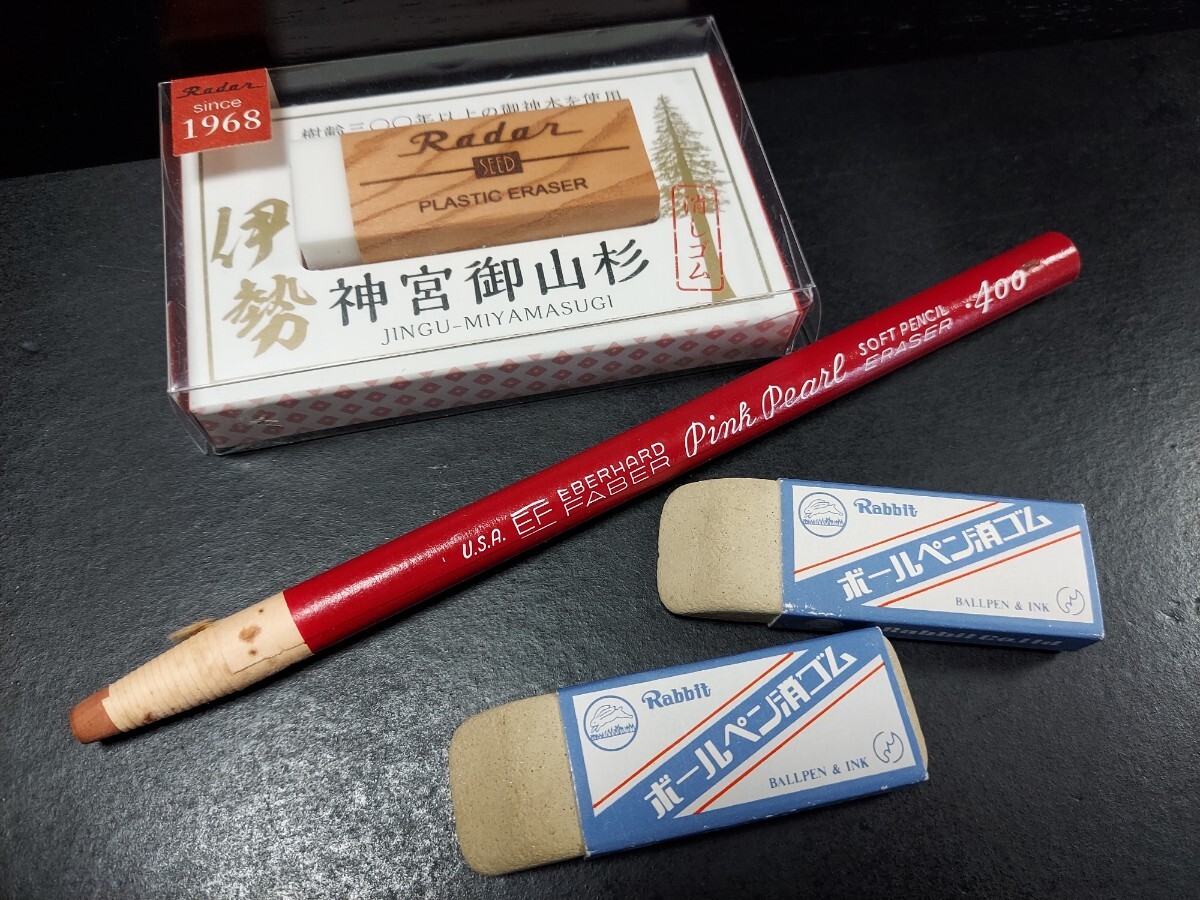 Radar
since
1968
樹齢三〇〇年以上の御神木を使用
Radar
SEED
PLASTIC ERASER
伊勢
神宮御山杉
JINGU-MIYAMASUGI
消しゴム
U.S.A. EF EBERHARD FABER Pink Pearl SOFT PENCIL ERASER .400
Rabbit
ボールペン消ゴム
BALLPEN & INK
Rabbit Co.Ltd
Rabbit
ボールペン消ゴム
BALLPEN & INK